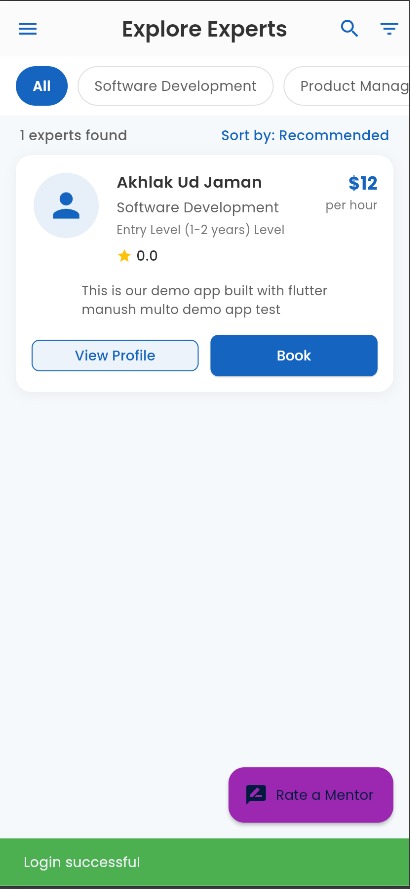 Explore Experts
All
Software Development
Product Manag
1 experts found
Sort by: Recommended
Akhlak Ud Jaman
$12
Software Development
per hour
Entry Level (1-2 years) Level
0.0
This is our demo app built with flutter
manush multo demo app test
View Profile
Book
Rate a Mentor
Login successful